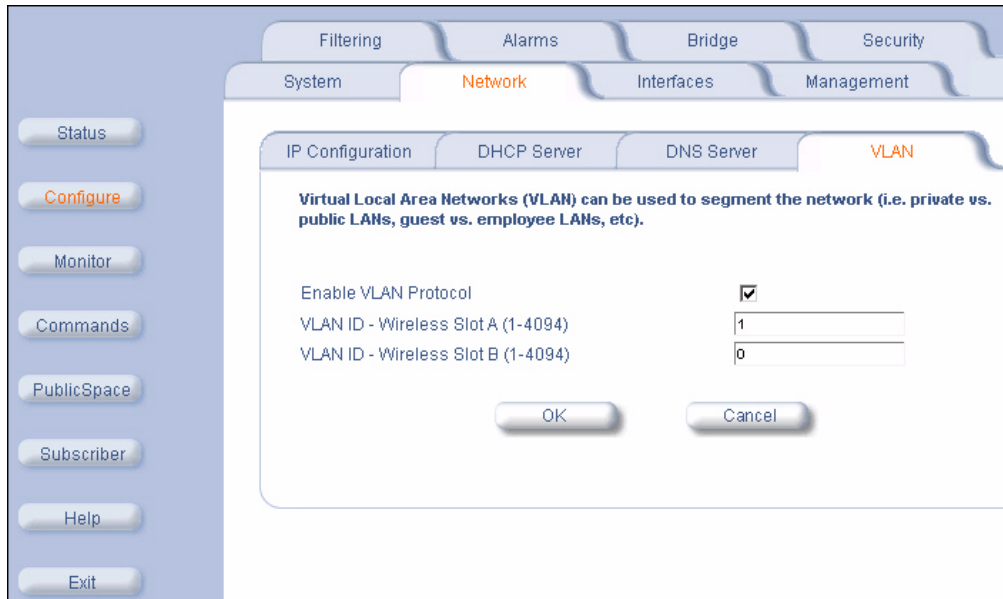 Filtering
Alarms
Bridge
Security
System
Network
Interfaces
Management
Status
Configure
Monitor
Commands
PublicSpace
Subscriber
Help
Exit
IP Configuration
DHCP Server
DNS Server
VLAN
Virtual Local Area Networks (VLAN) can be used to segment the network (i.e. private vs.
public LANs, guest vs. employee LANs, etc).
Enable VLAN Protocol
VLAN ID - Wireless Slot A (1-4094)
1
VLAN ID - Wireless Slot B (1-4094)
0
OK
Cancel